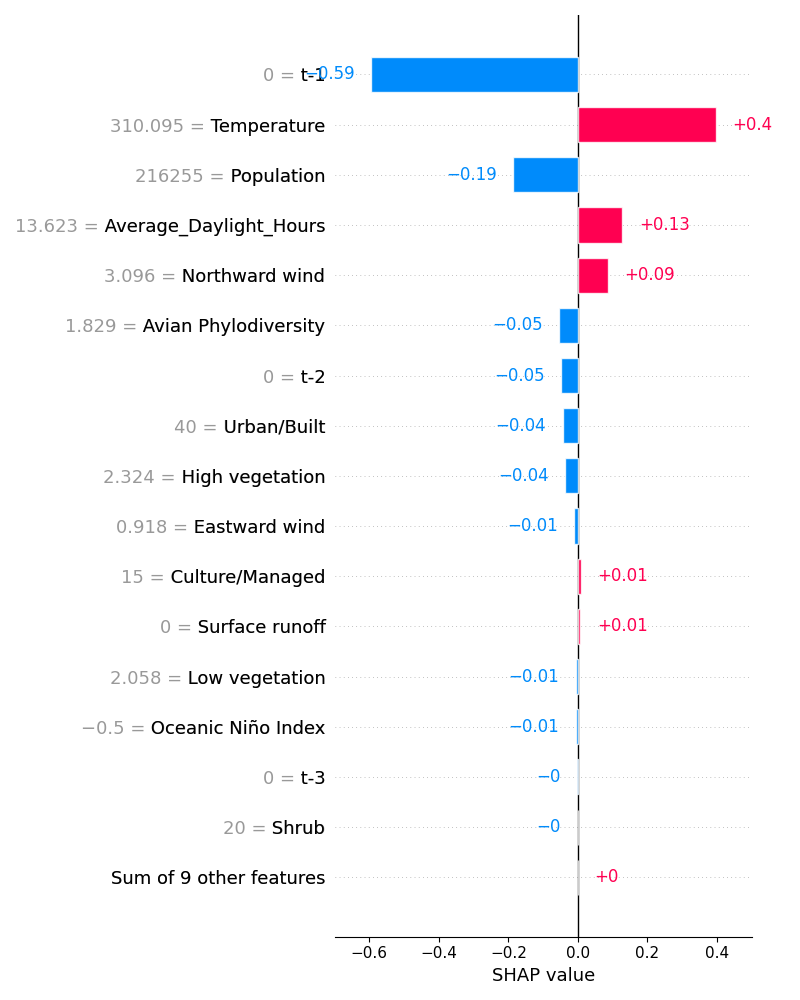 0 = t-1 −0.59
310.095 = Temperature +0.4
216255 = Population −0.19
13.623 = Average_Daylight_Hours +0.13
3.096 = Northward wind +0.09
1.829 = Avian Phylodiversity −0.05
0 = t-2 −0.05
40 = Urban/Built −0.04
2.324 = High vegetation −0.04
0.918 = Eastward wind −0.01
15 = Culture/Managed +0.01
0 = Surface runoff +0.01
2.058 = Low vegetation −0.01
−0.5 = Oceanic Niño Index −0.01
0 = t-3 −0
20 = Shrub −0
Sum of 9 other features +0
−0.6 −0.4 −0.2 0.0 0.2 0.4
SHAP value